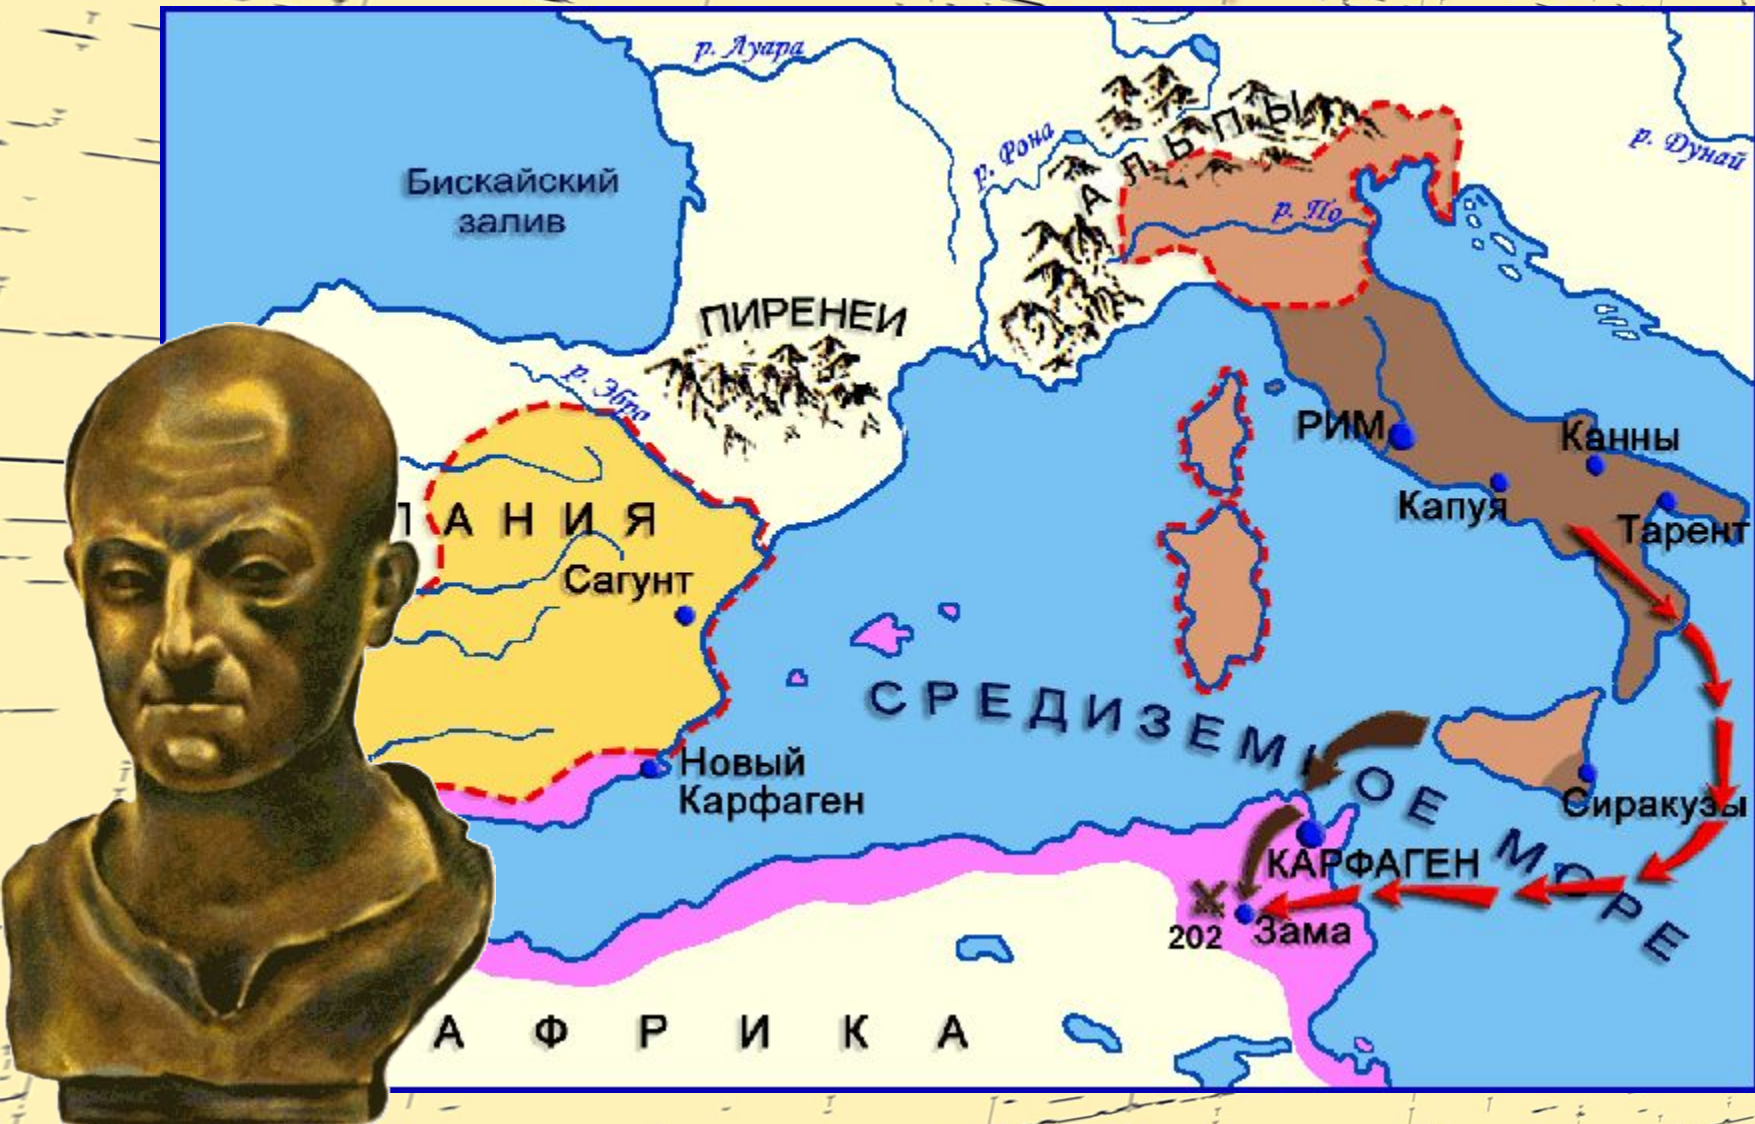 р. Луара
р. Рона
АЛЬПЫ
р. Дунай
р. По
Бискайский
залив
ПИРЕНЕИ
р. Эбро
РИМ
Канны
Капуя
Тарент
АНИЯ
Сагунт
СРЕДИЗЕМНОЕ МОРЕ
Новый
Карфаген
Сиракузы
КАРФАГЕН
202
Зама
АФРИКА